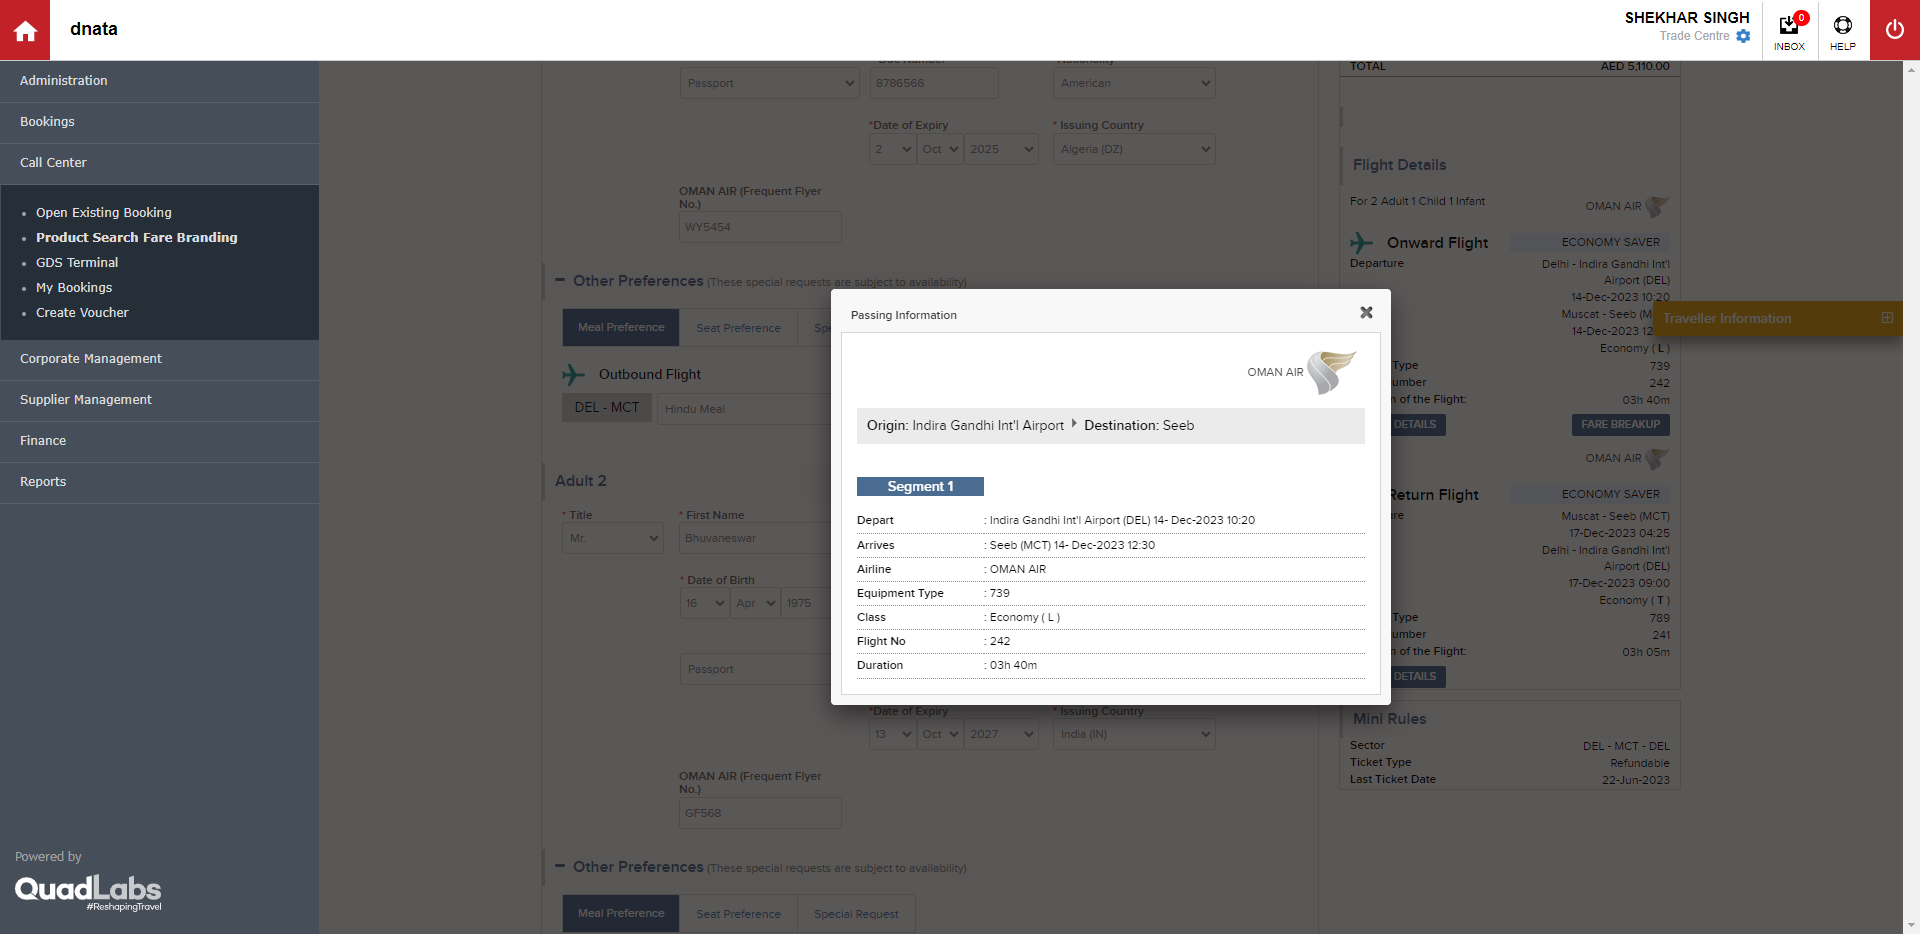 dnata
SHEKHAR SINGH
Trade Centre
0
INBOX
HELP
Administration
Bookings
Call Center
Open Existing Booking
Product Search Fare Branding
GDS Terminal
My Bookings
Create Voucher
Corporate Management
Supplier Management
Finance
Reports
Powered by
QuadLabs
#ReshapingTravel
Passport
8786566
American
*Date of Expiry
* Issuing Country
2 Oct 2025
Algeria (DZ)
OMAN AIR (Frequent Flyer
No.)
WY5454
Other Preferences (These special requests are subject to availability)
Meal Preference
Seat Preference
Outbound Flight
DEL - MCT
Hindu Meal
Adult 2
* Title
* First Name
Mr.
Bhuvaneswar
* Date of Birth
16 Apr 1975
Passport
*Date of Expiry
* Issuing Country
13 Oct 2027
India (IN)
OMAN AIR (Frequent Flyer
No.)
GF568
Other Preferences (These special requests are subject to availability)
Meal Preference
Seat Preference
Special Request
Passing Information
OMAN AIR
Origin: Indira Gandhi Int'l Airport Destination: Seeb
Segment 1
Depart : Indira Gandhi Int'l Airport (DEL) 14- Dec-2023 10:20
Arrives : Seeb (MCT) 14- Dec-2023 12:30
Airline : OMAN AIR
Equipment Type : 739
Class : Economy ( L )
Flight No : 242
Duration : 03h 40m
TOTAL AED 5,110.00
Flight Details
For 2 Adult 1 Child 1 Infant
OMAN AIR
Onward Flight ECONOMY SAVER
Departure Delhi - Indira Gandhi Int'l
Airport (DEL)
14-Dec-2023 10:20
Muscat - Seeb
14-Dec-2023
Economy ( L )
Type 739
242
of the Flight: 03h 40m
DETAILS
FARE BREAKUP
OMAN AIR
Return Flight ECONOMY SAVER
Muscat - Seeb (MCT)
17-Dec-2023 04:25
Delhi - Indira Gandhi Int'l
Airport (DEL)
17-Dec-2023 09:00
Economy ( T )
Type 789
241
of the Flight: 03h 05m
DETAILS
Traveller Information
Mini Rules
Sector DEL - MCT - DEL
Ticket Type Refundable
Last Ticket Date 22-Jun-2023